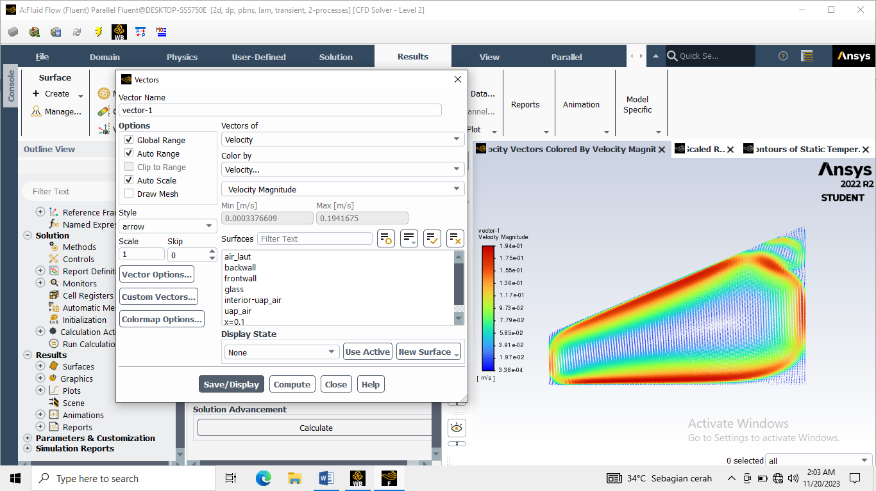 A:Fluid Flow (Fluent) Parallel Fluent@DESKTOP-SS5750E [2d, dp, pbns, lam, transient, 2-processes] [CFD Solver - Level 2]
File
Domain
Physics
User-Defined
Solution
Results
View
Parallel
Quick Se...
Ansys
Console
Surface
Create
Manage...
Data...
Plot
Reports
Animation
Model
Specific
Outline View
Filter Text
Reference Fra
Named Expre
Solution
Methods
Controls
Report Definit
Monitors
Cell Registers
Automatic Me
Initialization
Calculation Act
Run Calculatio
Results
Surfaces
Graphics
Plots
Scene
Animations
Reports
Parameters & Customization
Simulation Reports
Vectors
Vector Name
vector-1
Options
Global Range
Auto Range
Clip to Range
Auto Scale
Draw Mesh
Style
arrow
Scale
Skip
1
0
Vector Options...
Custom Vectors...
Colormap Options...
Vectors of
Velocity
Color by
Velocity...
Velocity Magnitude
Min [m/s]
Max [m/s]
0.0003376609
0.1941675
Surfaces
Filter Text
air_laut
backwall
frontwall
glass
interior-uap_air
uap_air
x=0.1
Display State
None
Use Active
New Surface
Save/Display
Compute
Close
Help
Solution Advancement
Calculate
ocity Vectors Colored By Velocity Magnit
icaled R..
ontours of Static Temper.
Ansys
2022 R2
STUDENT
vector-1
Velocity Magnitude
1.94e-01
1.75e-01
1.55e-01
1.36e-01
1.17e-01
9.73e-02
7.79e-02
5.85e-02
3.91e-02
1.97e-02
3.38e-04
[ m/s ]
Activate Windows
Go to Settings to activate Windows.
0 selected
all
Type here to search
34°C Sebagian cerah
2:03 AM
11/20/2023